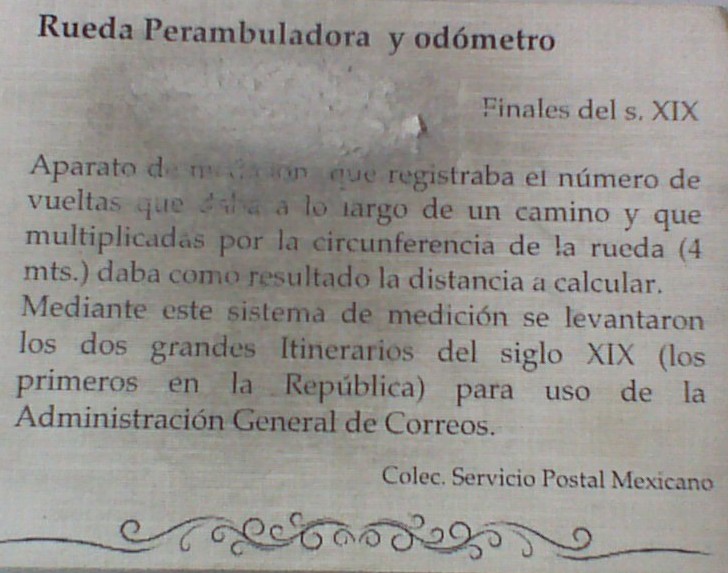 Rueda Perambuladora y odómetro
Finales del s. XIX
Aparato de medición que registraba el número de
vueltas que daba a lo largo de un camino y que
multiplicadas por la circunferencia de la rueda (4
mts.) daba como resultado la distancia a calcular.
Mediante este sistema de medición se levantaron
los dos grandes Itinerarios del siglo XIX (los
primeros en la República) para uso de la
Administración General de Correos.
Colec. Servicio Postal Mexicano